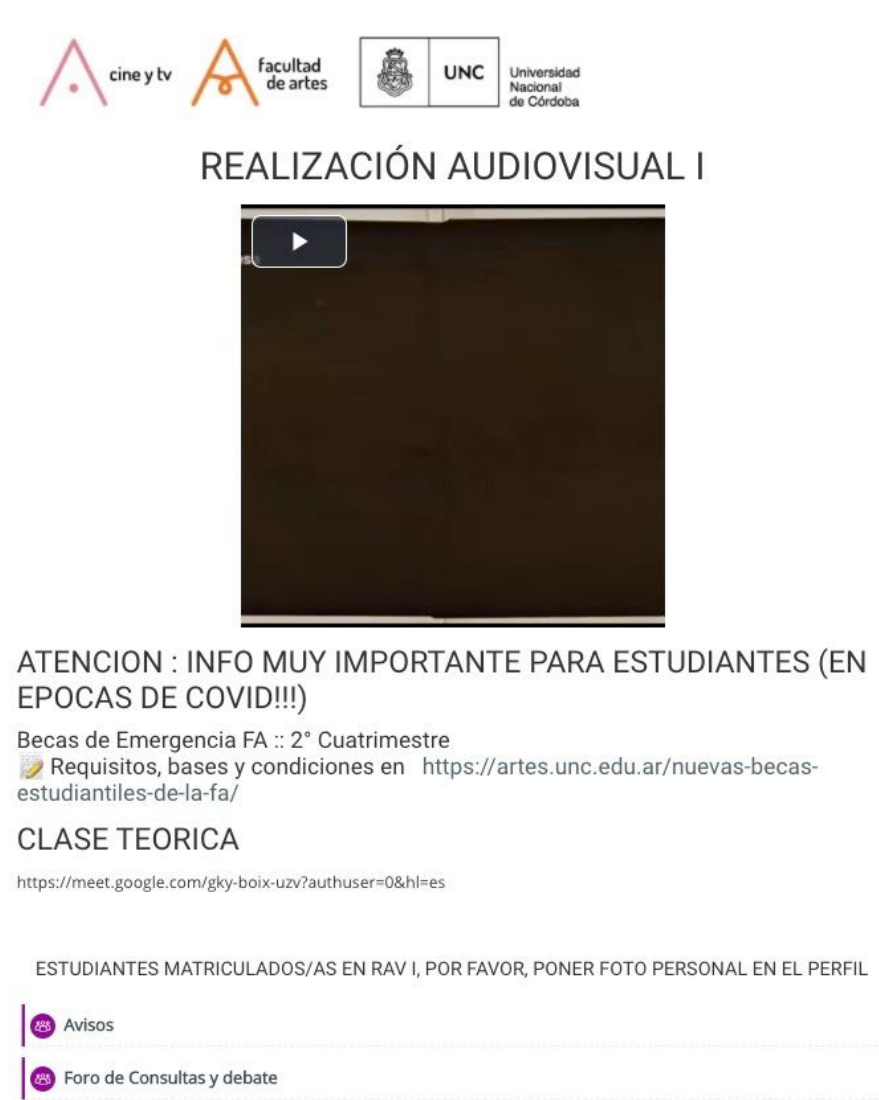 cine y tv
facultad
de artes
UNC
Universidad
Nacional
de Córdoba
REALIZACIÓN AUDIOVISUAL I
ATENCION : INFO MUY IMPORTANTE PARA ESTUDIANTES (EN
EPOCAS DE COVID!!!)
Becas de Emergencia FA :: 2° Cuatrimestre
📝 Requisitos, bases y condiciones en https://artes.unc.edu.ar/nuevas-becas-
estudiantiles-de-la-fa/
CLASE TEORICA
https://meet.google.com/gky-boix-uzv?authuser=0&hl=es
ESTUDIANTES MATRICULADOS/AS EN RAV I, POR FAVOR, PONER FOTO PERSONAL EN EL PERFIL
Avisos
Foro de Consultas y debate